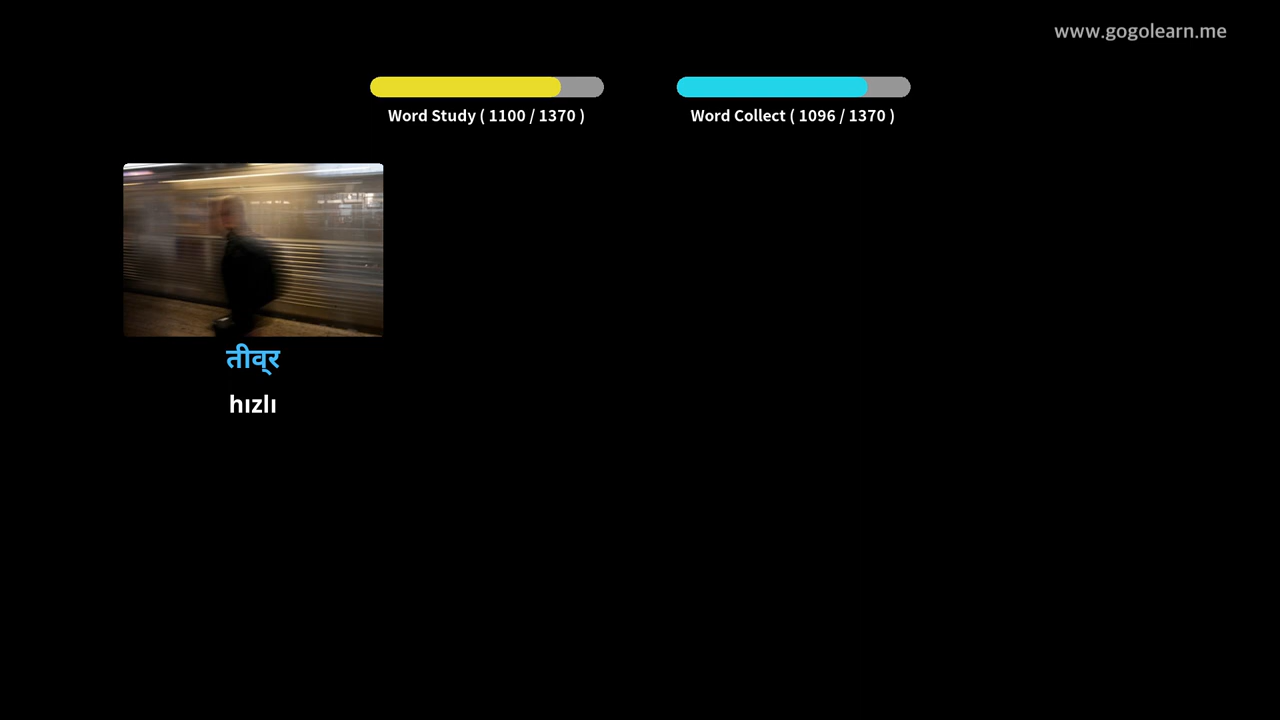 www.gogolearn.me
Word Study ( 1100 / 1370 )
Word Collect ( 1096 / 1370 )
तीव्र
hızlı